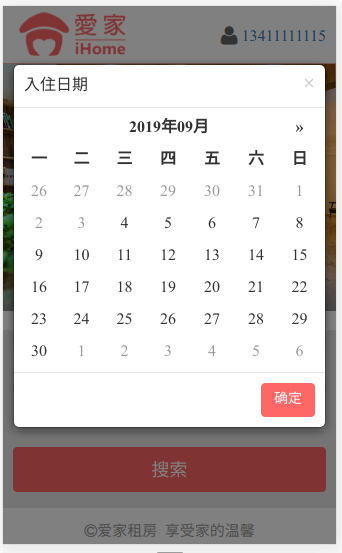 愛家
iHome
13411111115
入住日期 ×
2019年09月 »
一 二 三 四 五 六 日
26 27 28 29 30 31 1
2 3 4 5 6 7 8
9 10 11 12 13 14 15
16 17 18 19 20 21 22
23 24 25 26 27 28 29
30 1 2 3 4 5 6
确定
搜索
©爱家租房 享受家的温馨